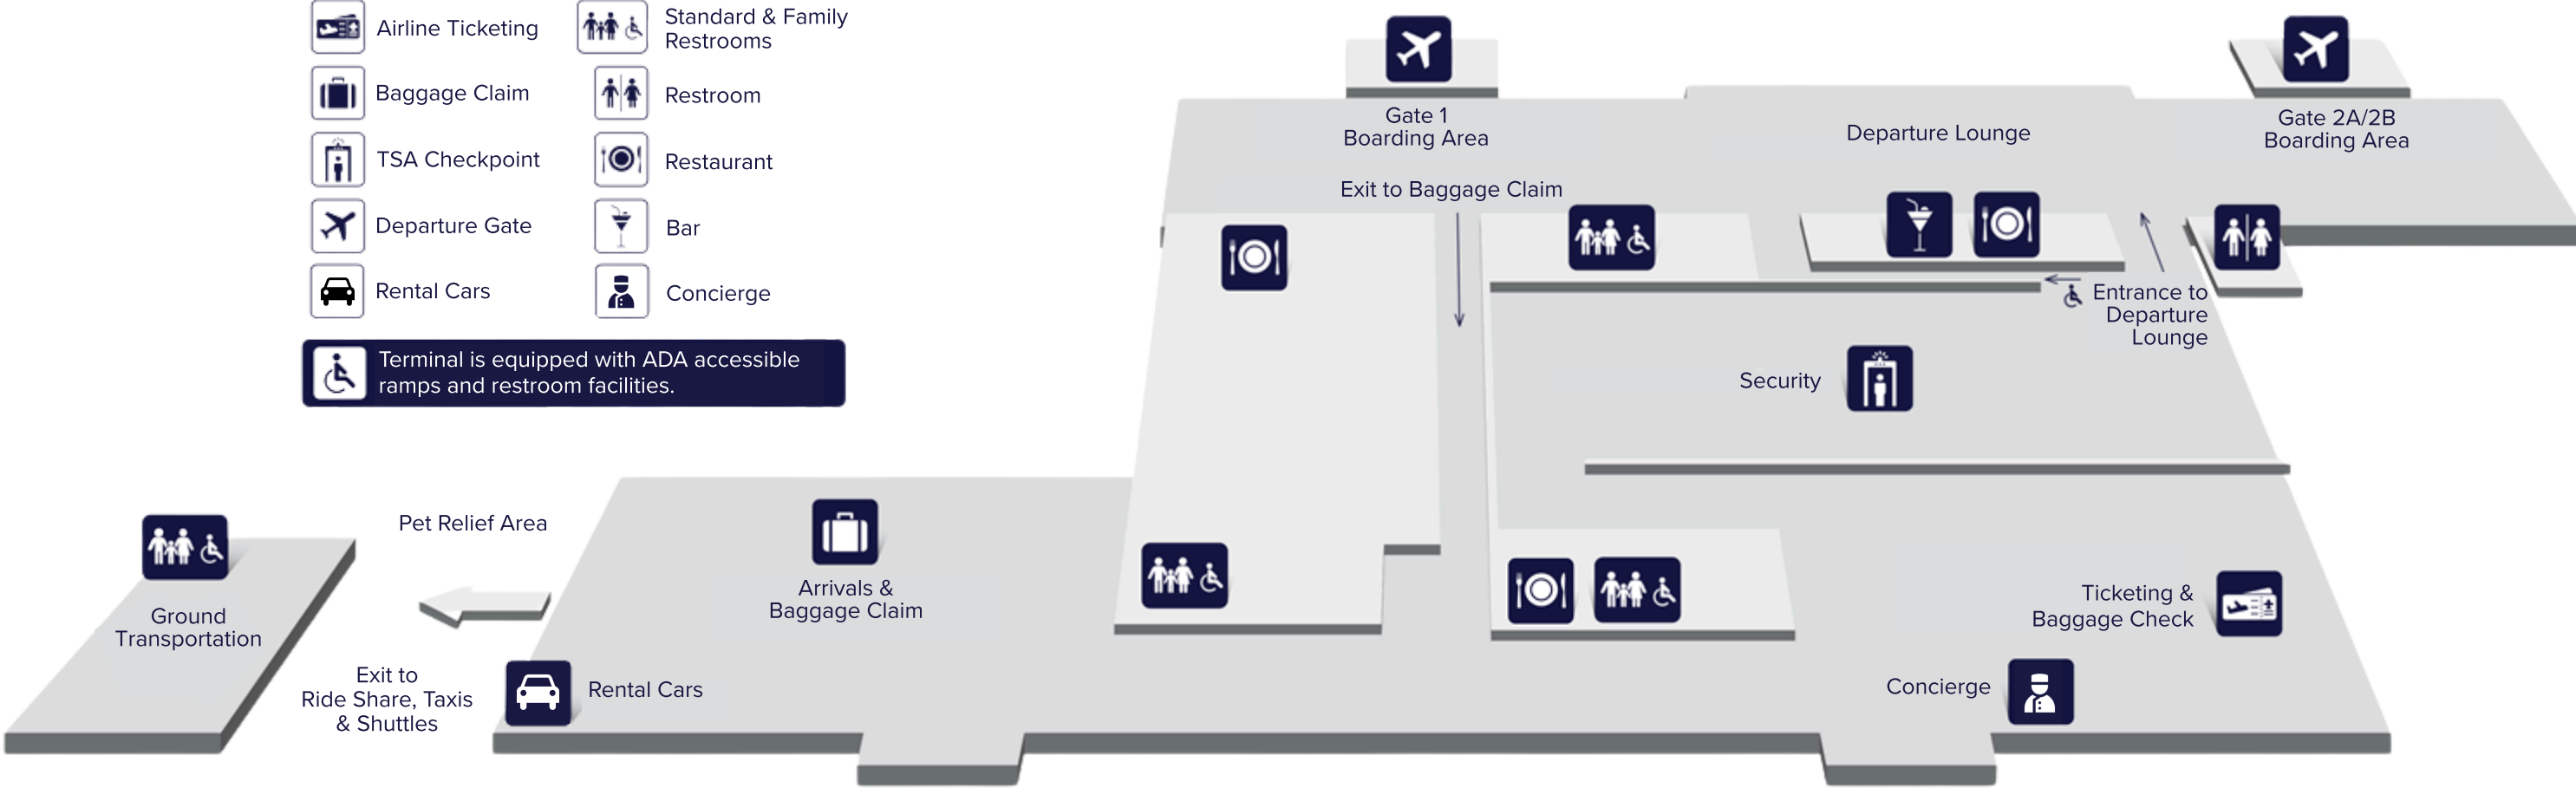 Airline Ticketing
Standard & Family
Restrooms
Baggage Claim
Restroom
TSA Checkpoint
Restaurant
Departure Gate
Bar
Rental Cars
Concierge
Terminal is equipped with ADA accessible
ramps and restroom facilities.
Gate 1
Boarding Area
Departure Lounge
Gate 2A/2B
Boarding Area
Exit to Baggage Claim
Entrance to
Departure
Lounge
Security
Pet Relief Area
Arrivals &
Baggage Claim
Ground
Transportation
Ticketing &
Baggage Check
Exit to
Ride Share, Taxis
& Shuttles
Rental Cars
Concierge